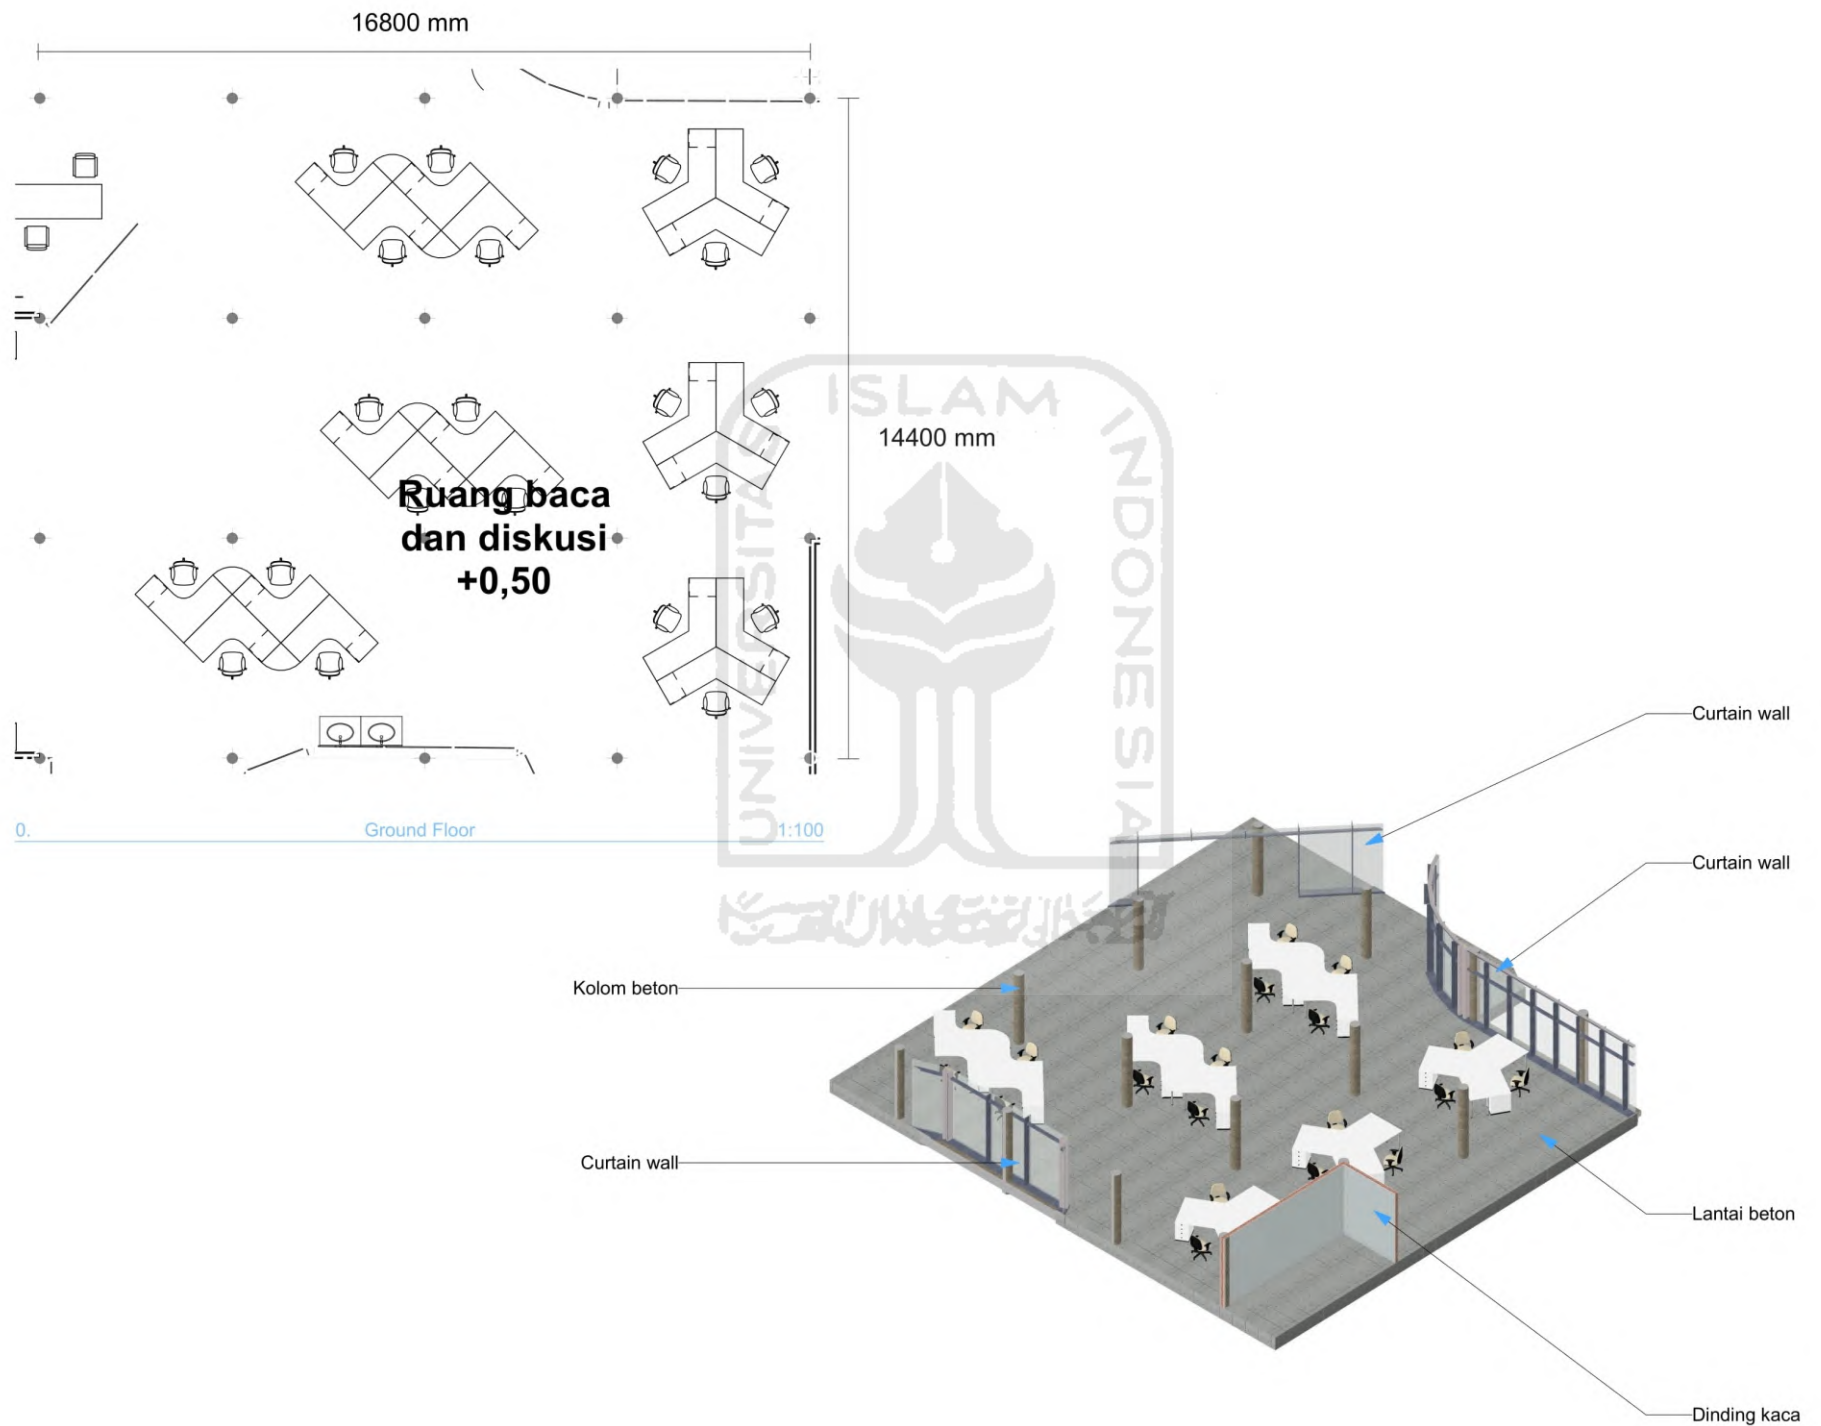 16800 mm
14400 mm
Ruang baca
dan diskusi
+0,50
0.
Ground Floor
1:100
UNIVERSITAS
ISLAM
INDONESIA
Curtain wall
Curtain wall
Kolom beton
Curtain wall
Lantai beton
Dinding kaca